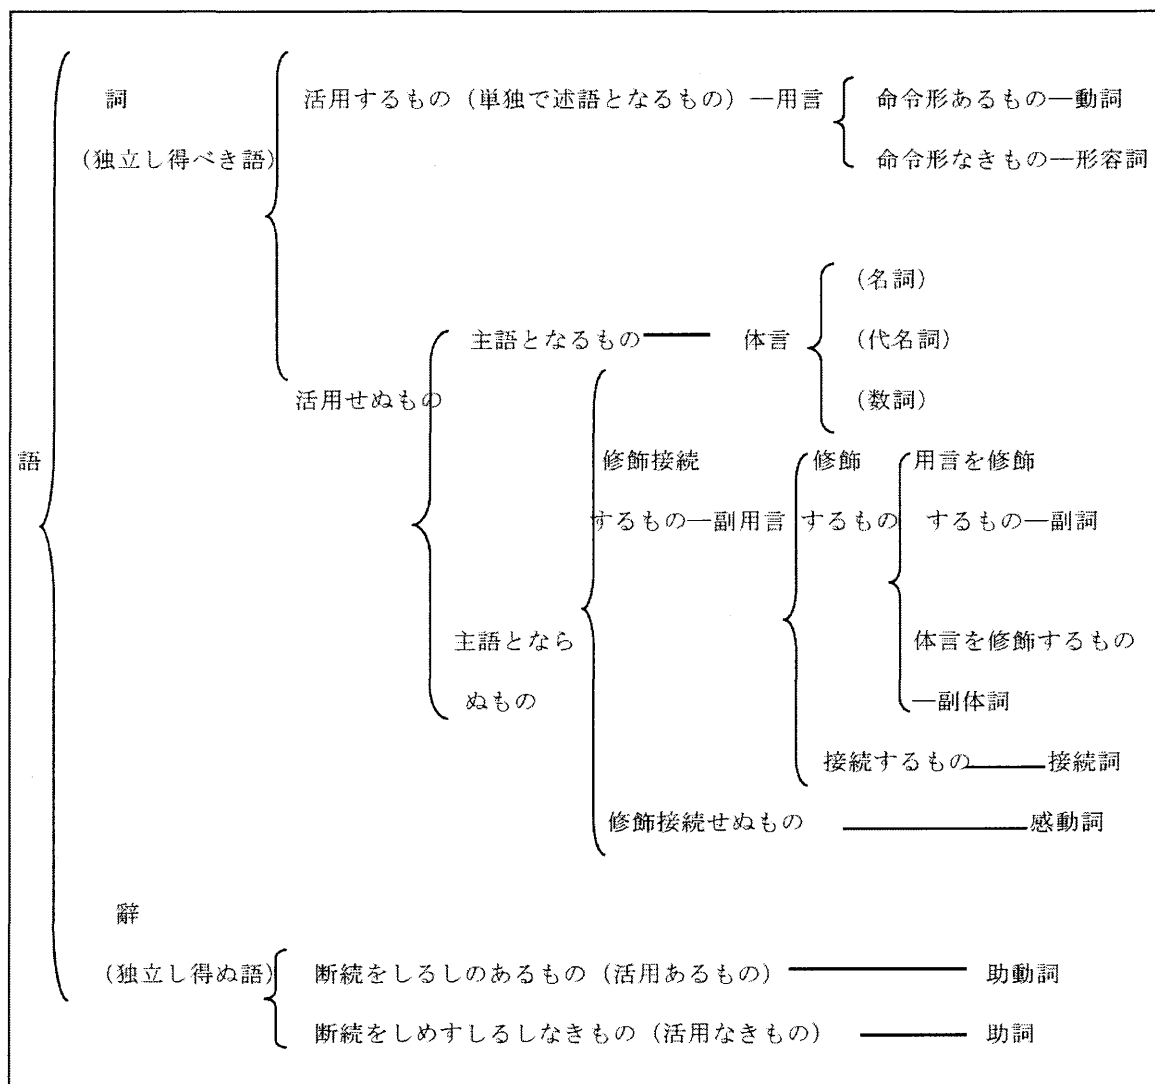 詞 活用するもの（単独で述語となるもの）―用言 命令形あるもの―動詞
（独立し得べき語） 命令形なきもの―形容詞
（名詞）
主語となるもの―― 体言 （代名詞）
活用せぬもの （数詞）
語 修飾接続 修飾 用言を修飾
するもの―副用言 するもの するもの―副詞
主語となら 体言を修飾するもの
ぬもの ―副体詞
接続するもの――接続詞
修飾接続せぬもの ――感動詞
辭
（独立し得ぬ語） 断続をしるしのあるもの（活用あるもの）――助動詞
断続をしめすしるしなきもの（活用なきもの）――助詞